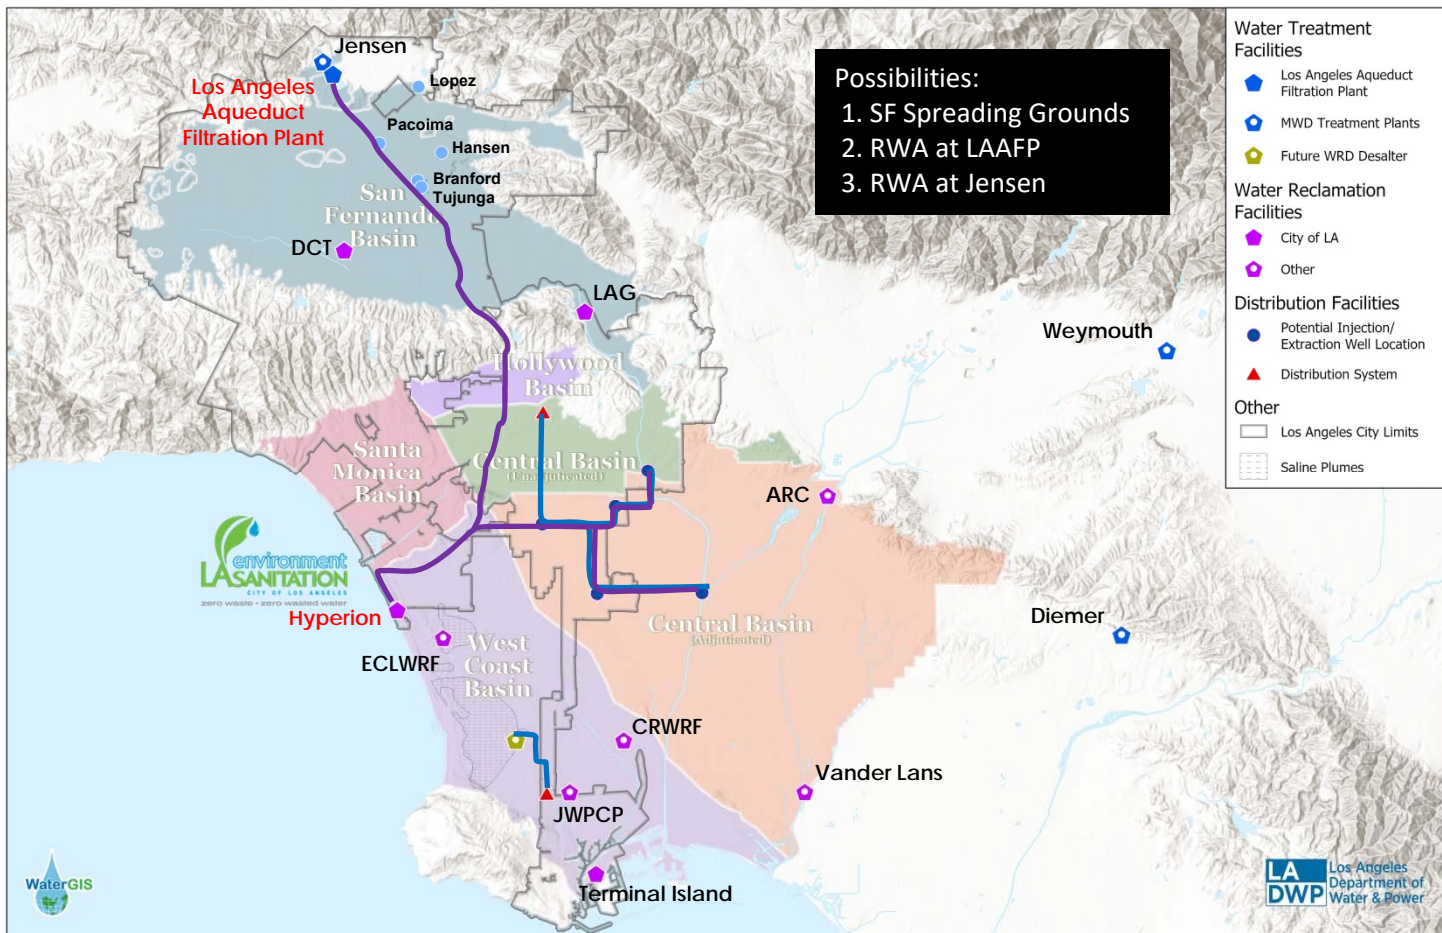 Jensen
Los Angeles
Aqueduct
Filtration Plant
Lopez
Pacoima
Hansen
Branford
Tujunga
San
Fernando
Basin
DCT
LAG
Possibilities:
1. SF Spreading Grounds
2. RWA at LAAFP
3. RWA at Jensen
Weymouth
Hollywood
Basin
Santa
Monica
Basin
Central Basin
(Unadjudicated)
ARC
environment
LA SANITATION
CITY OF LOS ANGELES
zero waste • zero wasted water
Hyperion
ECLWRF
West
Coast
Basin
Central Basin
(Adjudicated)
Diemer
CRWRF
Vander Lans
JWPCP
Terminal Island
WaterGIS
LA
DWP
Los Angeles
Department of
Water & Power
Water Treatment
Facilities
Los Angeles Aqueduct
Filtration Plant
MWD Treatment Plants
Future WRD Desalter
Water Reclamation
Facilities
City of LA
Other
Distribution Facilities
Potential Injection/
Extraction Well Location
Distribution System
Other
Los Angeles City Limits
Saline Plumes